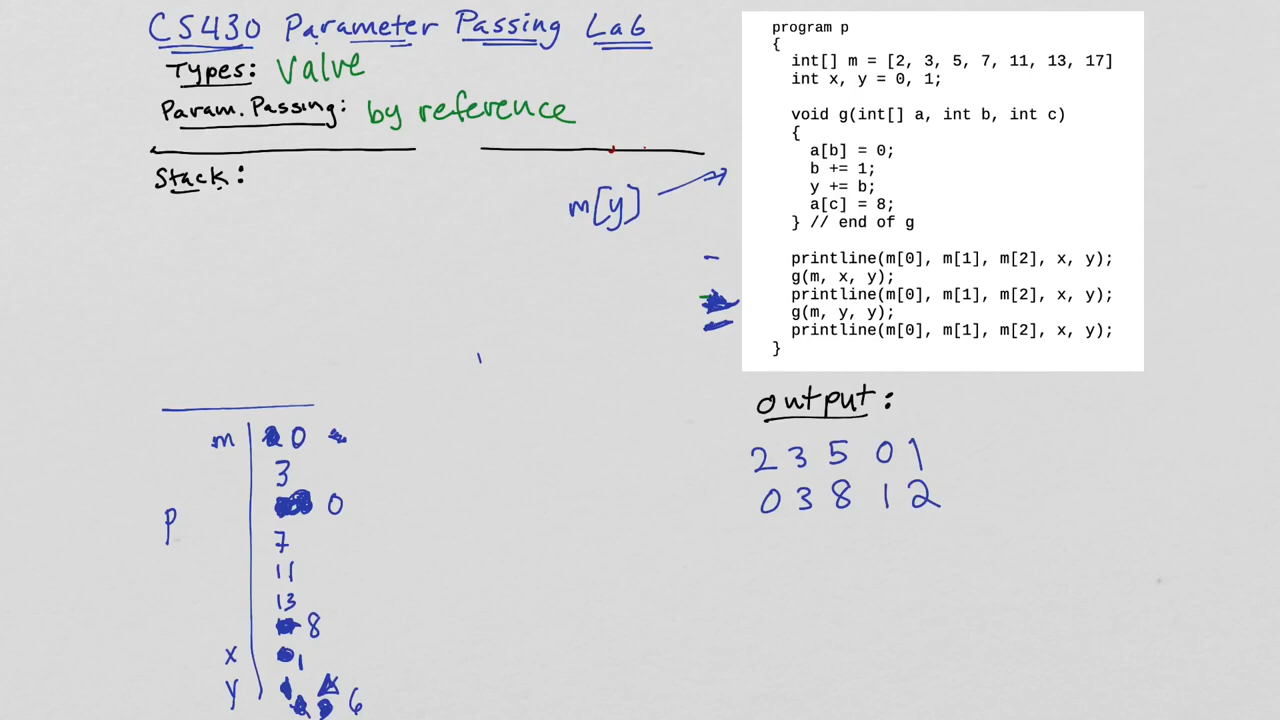 CS430 Parameter Passing Lab
Types: Value
Param. Passing: by reference
Stack:
m[y]
program p
{
int[] m = [2, 3, 5, 7, 11, 13, 17]
int x, y = 0, 1;
void g(int[] a, int b, int c)
{
a[b] = 0;
b += 1;
y += b;
a[c] = 8;
} // end of g
printline(m[0], m[1], m[2], x, y);
g(m, x, y);
printline(m[0], m[1], m[2], x, y);
g(m, y, y);
printline(m[0], m[1], m[2], x, y);
}
output:
2 3 5 0 1
0 3 8 1 2
m 0
3
0
p
7
11
13
8
x 1
y 6